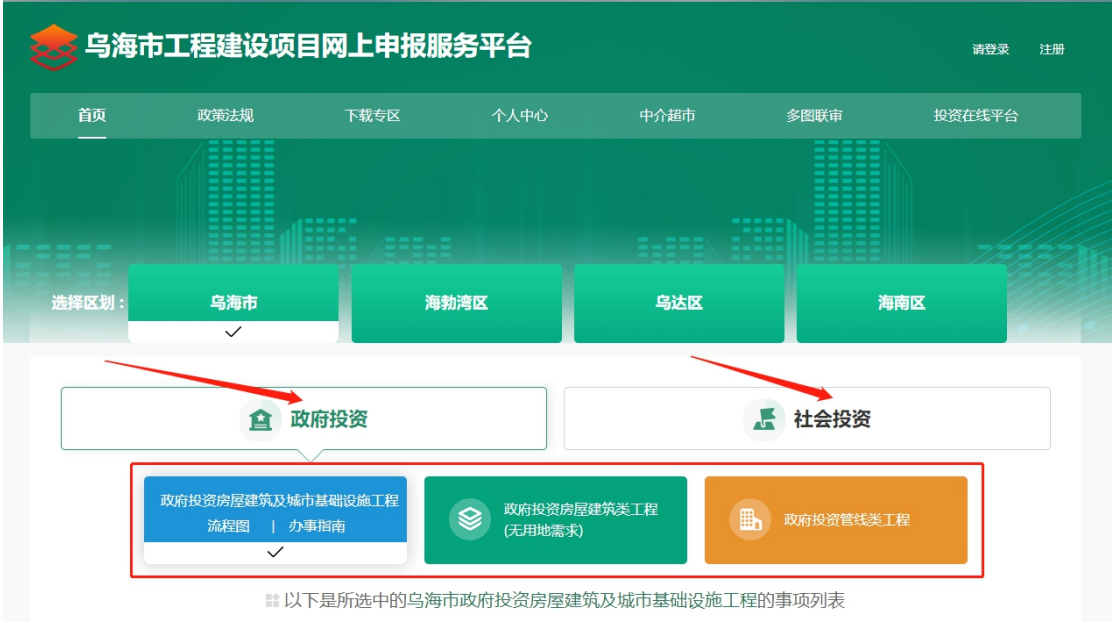 乌海市工程建设项目网上申报服务平台
请登录 注册
首页 政策法规 下载专区 个人中心 中介超市 多图联审 投资在线平台
选择区划： 乌海市 海勃湾区 乌达区 海南区
政府投资 社会投资
政府投资房屋建筑及城市基础设施工程
流程图 | 办事指南
政府投资房屋建筑类工程
(无用地需求)
政府投资管线类工程
以下是所选中的乌海市政府投资房屋建筑及城市基础设施工程的事项列表